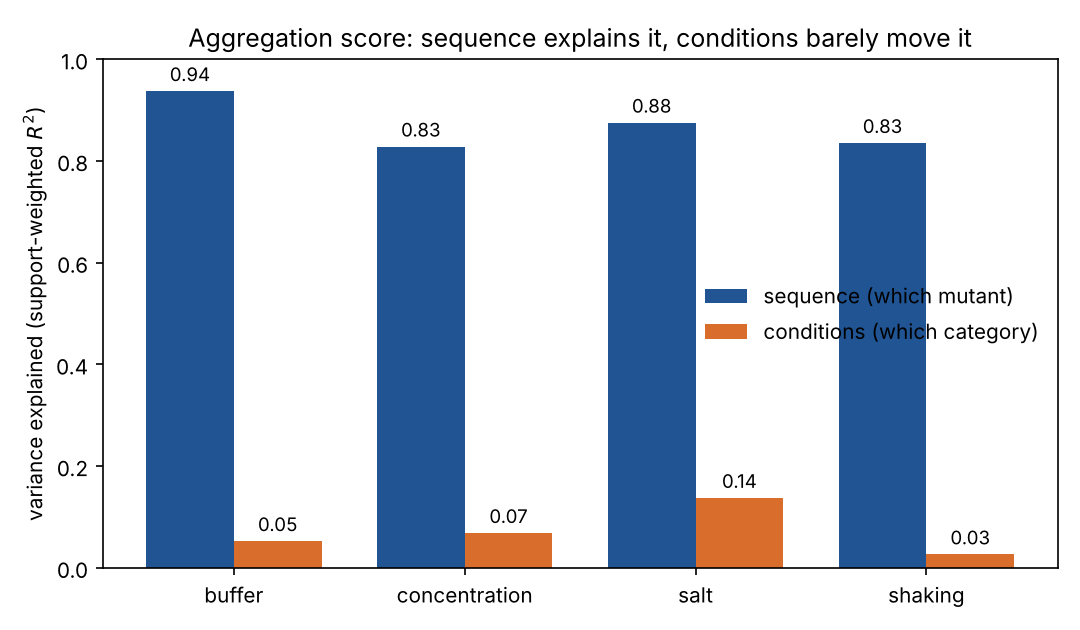 Aggregation score: sequence explains it, conditions barely move it
variance explained (support-weighted R²)
1.0
0.8
0.6
0.4
0.2
0.0
0.94
0.05
0.83
0.07
0.88
0.14
0.83
0.03
sequence (which mutant)
conditions (which category)
buffer
concentration
salt
shaking